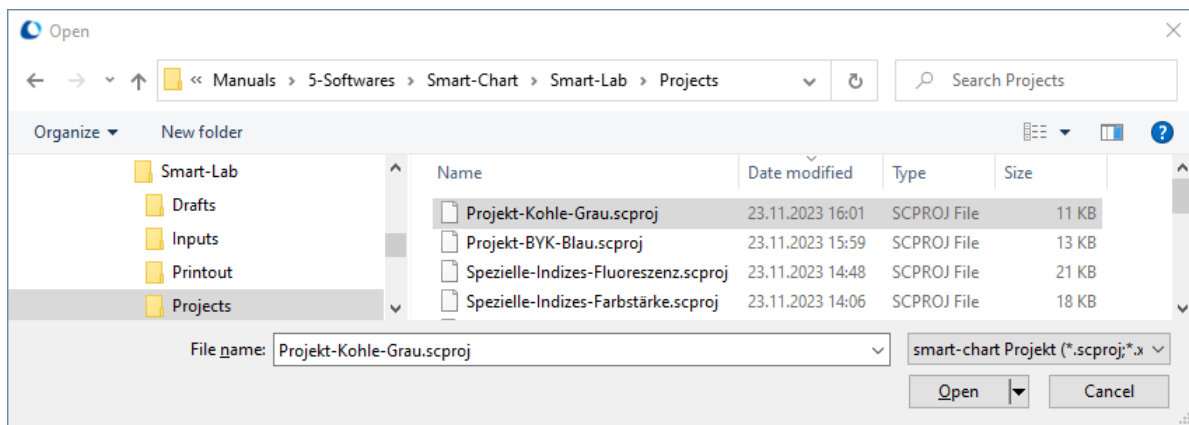 Open
« Manuals > 5-Softwares > Smart-Chart > Smart-Lab > Projects
Search Projects
Organize
New folder
Smart-Lab
Drafts
Inputs
Printout
Projects
Name Date modified Type Size
Projekt-Kohle-Grau.scproj 23.11.2023 16:01 SCPROJ File 11 KB
Projekt-BYK-Blau.scproj 23.11.2023 15:59 SCPROJ File 13 KB
Spezielle-Indizes-Fluoreszenz.scproj 23.11.2023 14:48 SCPROJ File 21 KB
Spezielle-Indizes-Farbstärke.scproj 23.11.2023 14:06 SCPROJ File 18 KB
File name: Projekt-Kohle-Grau.scproj
smart-chart Projekt (*.scproj;*.x
Open
Cancel